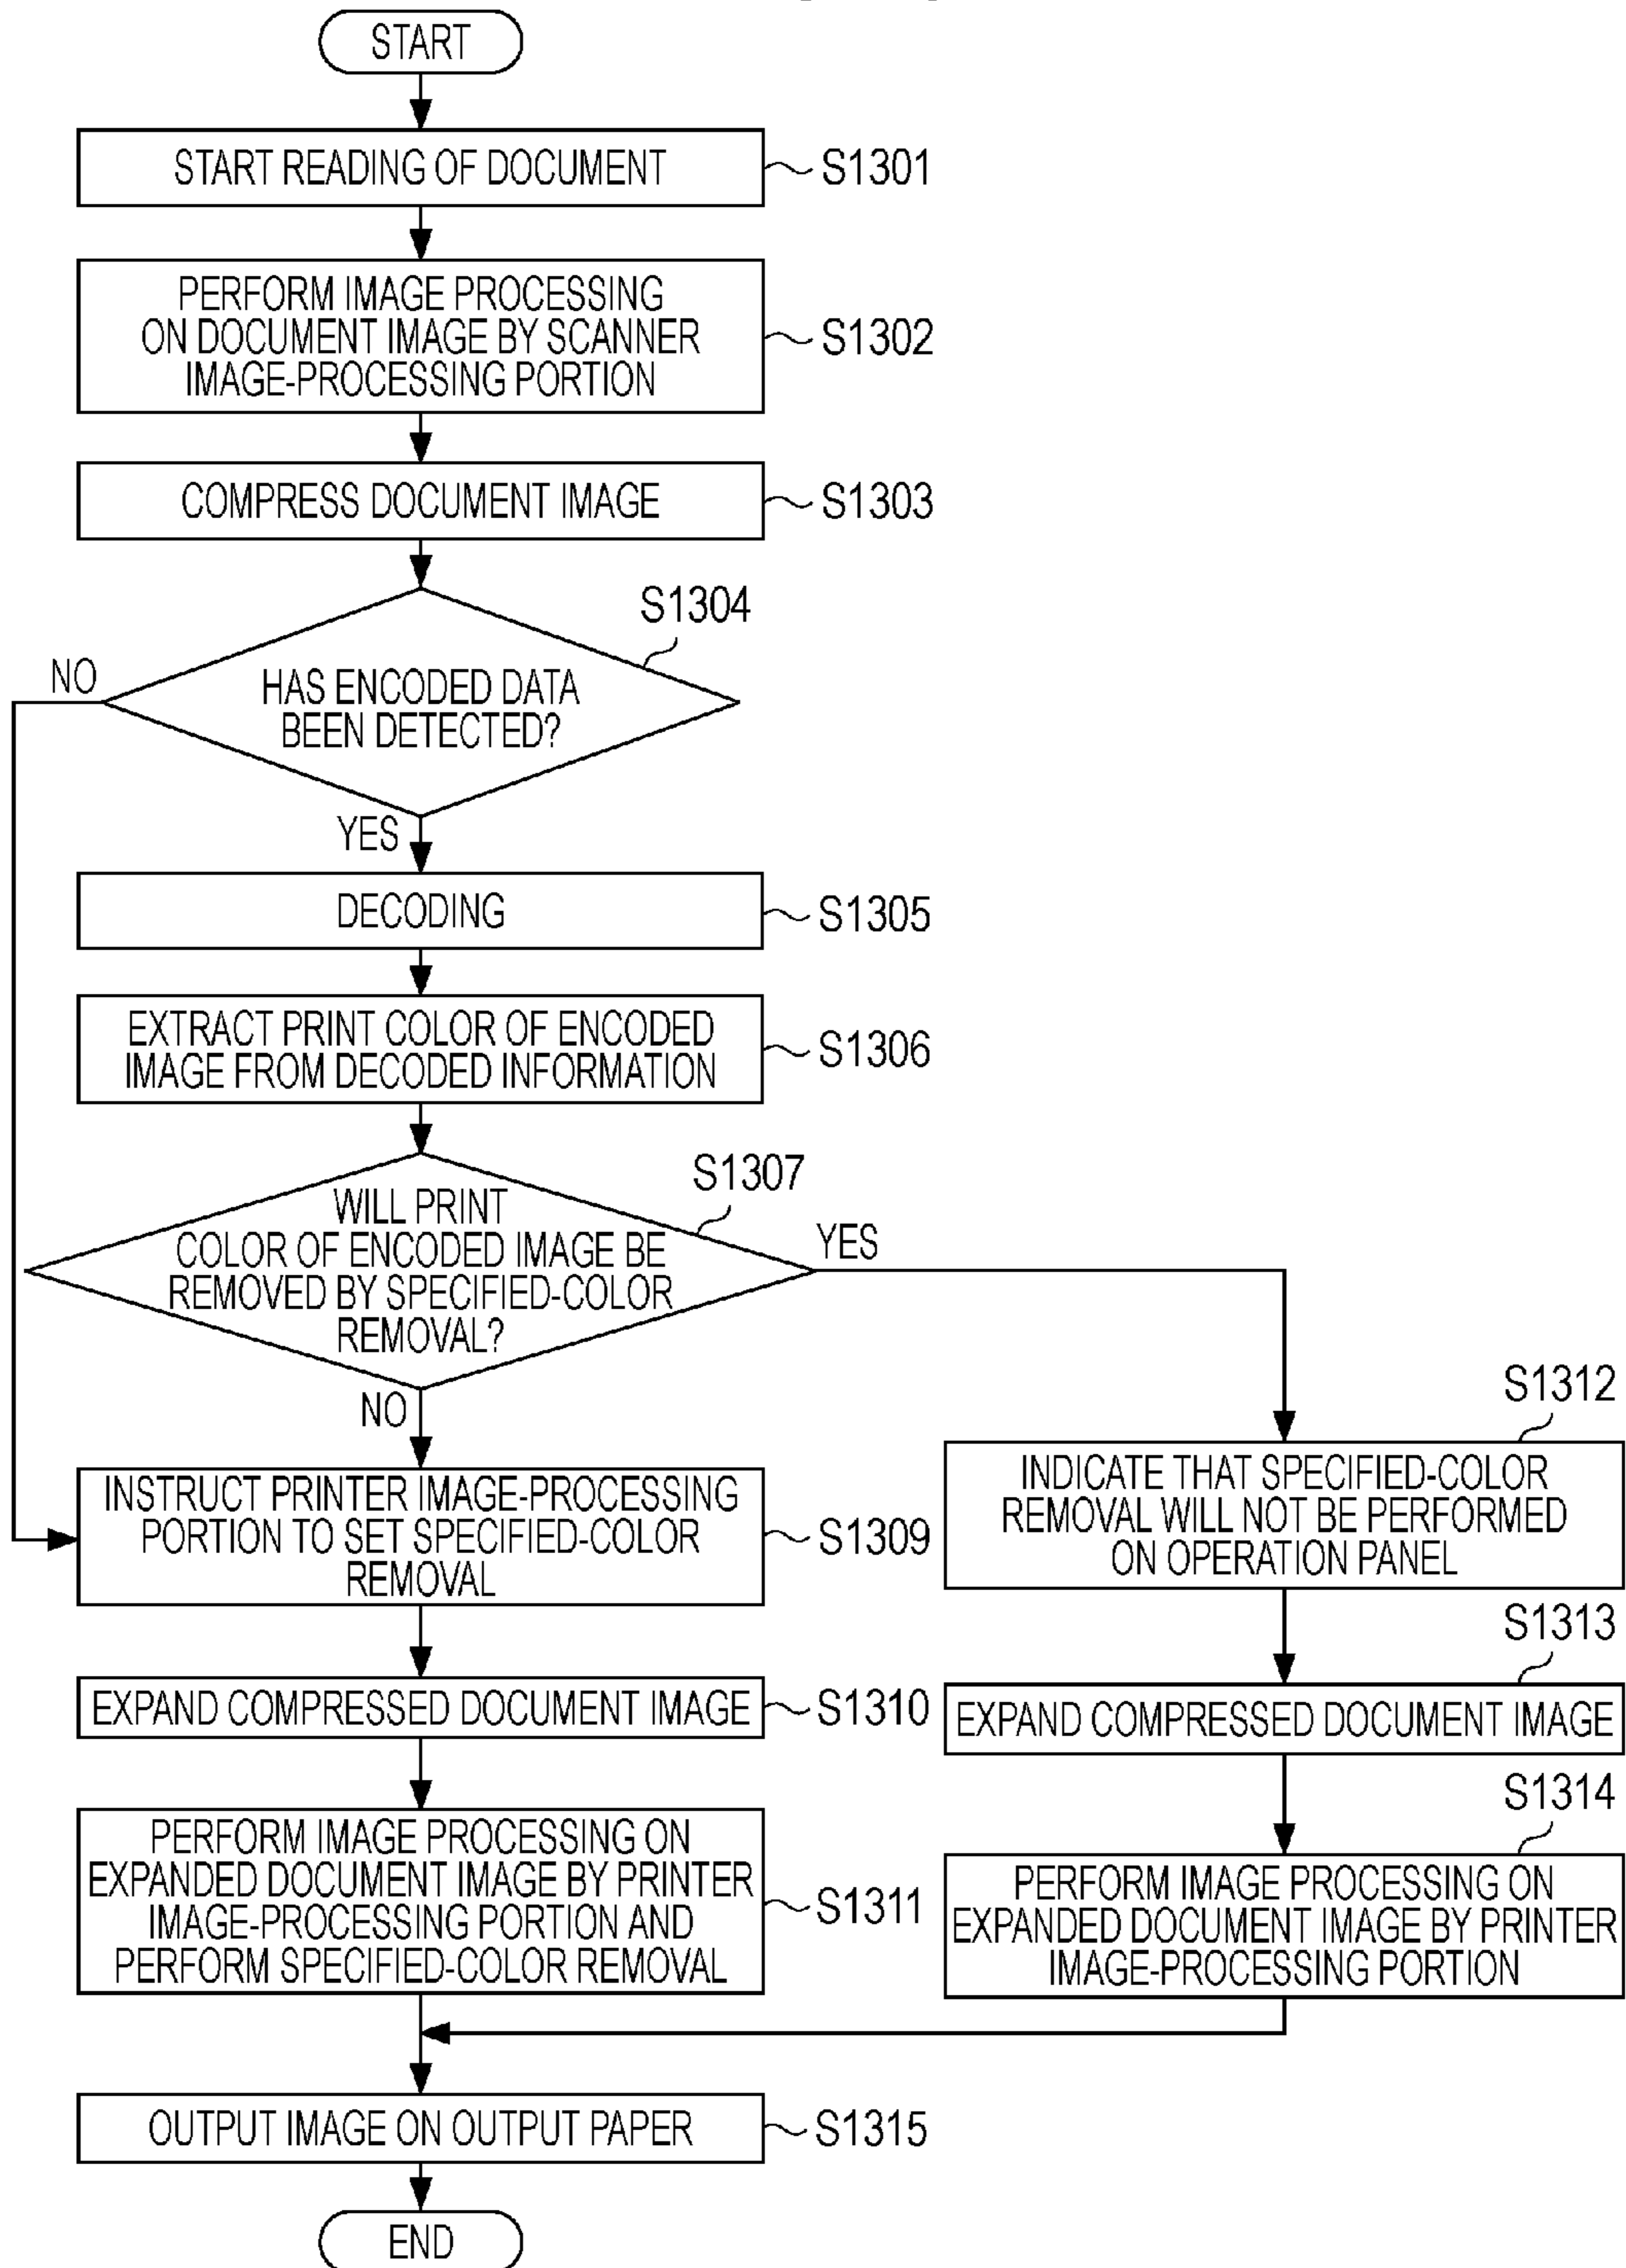 START
START READING OF DOCUMENT
S1301
PERFORM IMAGE PROCESSING
ON DOCUMENT IMAGE BY SCANNER
IMAGE-PROCESSING PORTION
S1302
COMPRESS DOCUMENT IMAGE
S1303
S1304
NO
HAS ENCODED DATA
BEEN DETECTED?
YES
DECODING
S1305
EXTRACT PRINT COLOR OF ENCODED
IMAGE FROM DECODED INFORMATION
S1306
S1307
WILL PRINT
COLOR OF ENCODED IMAGE BE
REMOVED BY SPECIFIED-COLOR
REMOVAL?
YES
NO
INSTRUCT PRINTER IMAGE-PROCESSING
PORTION TO SET SPECIFIED-COLOR
REMOVAL
S1309
EXPAND COMPRESSED DOCUMENT IMAGE
S1310
PERFORM IMAGE PROCESSING ON
EXPANDED DOCUMENT IMAGE BY PRINTER
IMAGE-PROCESSING PORTION AND
PERFORM SPECIFIED-COLOR REMOVAL
S1311
S1312
INDICATE THAT SPECIFIED-COLOR
REMOVAL WILL NOT BE PERFORMED
ON OPERATION PANEL
S1313
EXPAND COMPRESSED DOCUMENT IMAGE
S1314
PERFORM IMAGE PROCESSING ON
EXPANDED DOCUMENT IMAGE BY PRINTER
IMAGE-PROCESSING PORTION
OUTPUT IMAGE ON OUTPUT PAPER
S1315
END